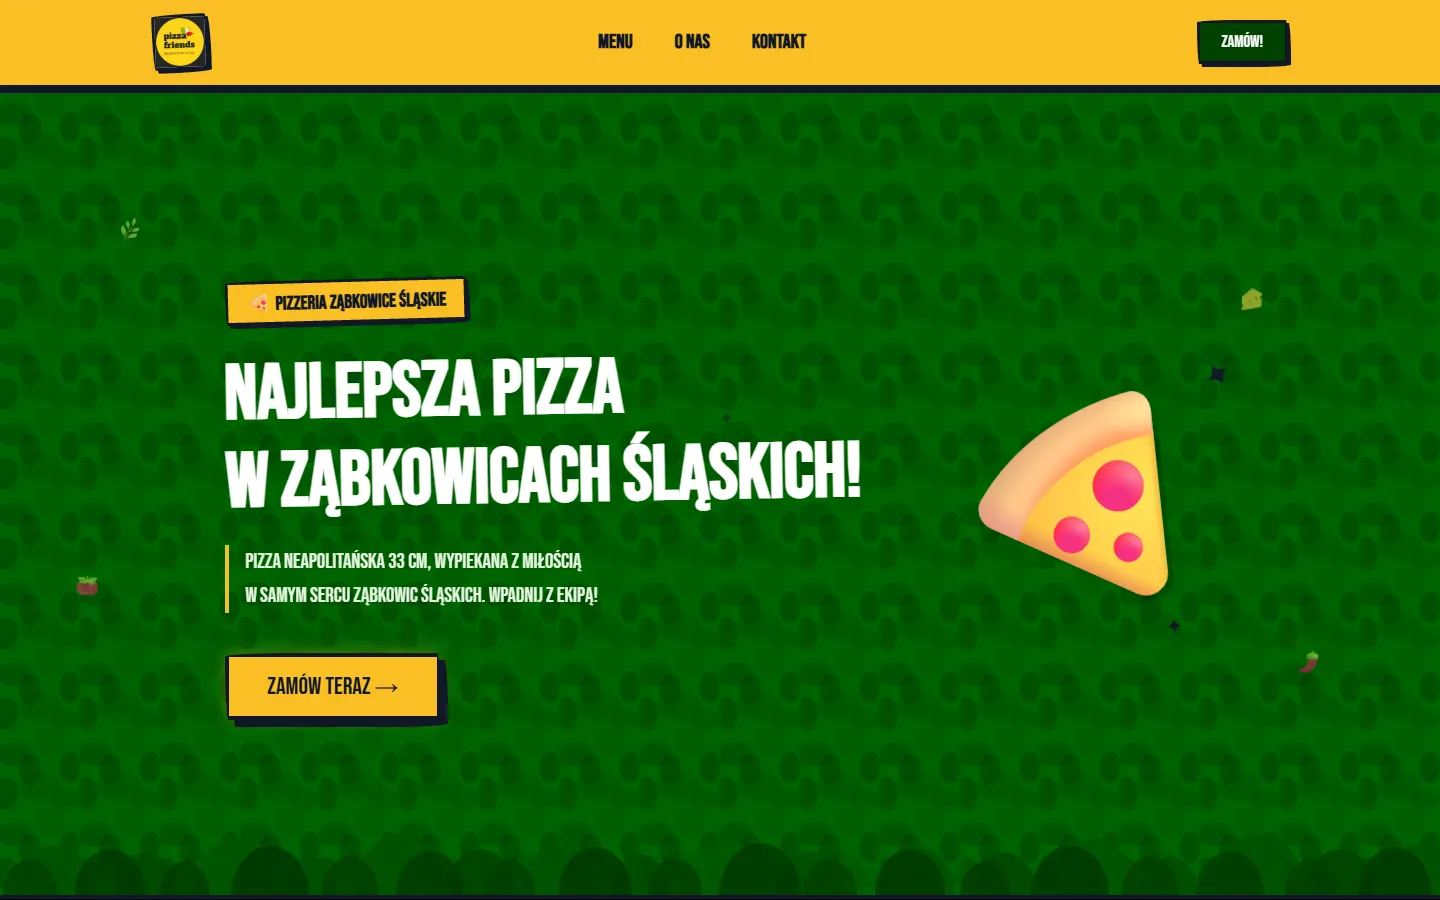 pizza
friends
MENU
O NAS
KONTAKT
ZAMÓW!
PIZZERIA ZĄBKOWICE ŚLĄSKIE
NAJLEPSZA PIZZA
W ZĄBKOWICACH ŚLĄSKICH!
PIZZA NEAPOLITAŃSKA 33 CM, WYPIEKANA Z MIŁOŚCIĄ
W SAMYM SERCU ZĄBKOWIC ŚLĄSKICH. WPADNIJ Z EKIPĄ!
ZAMÓW TERAZ →